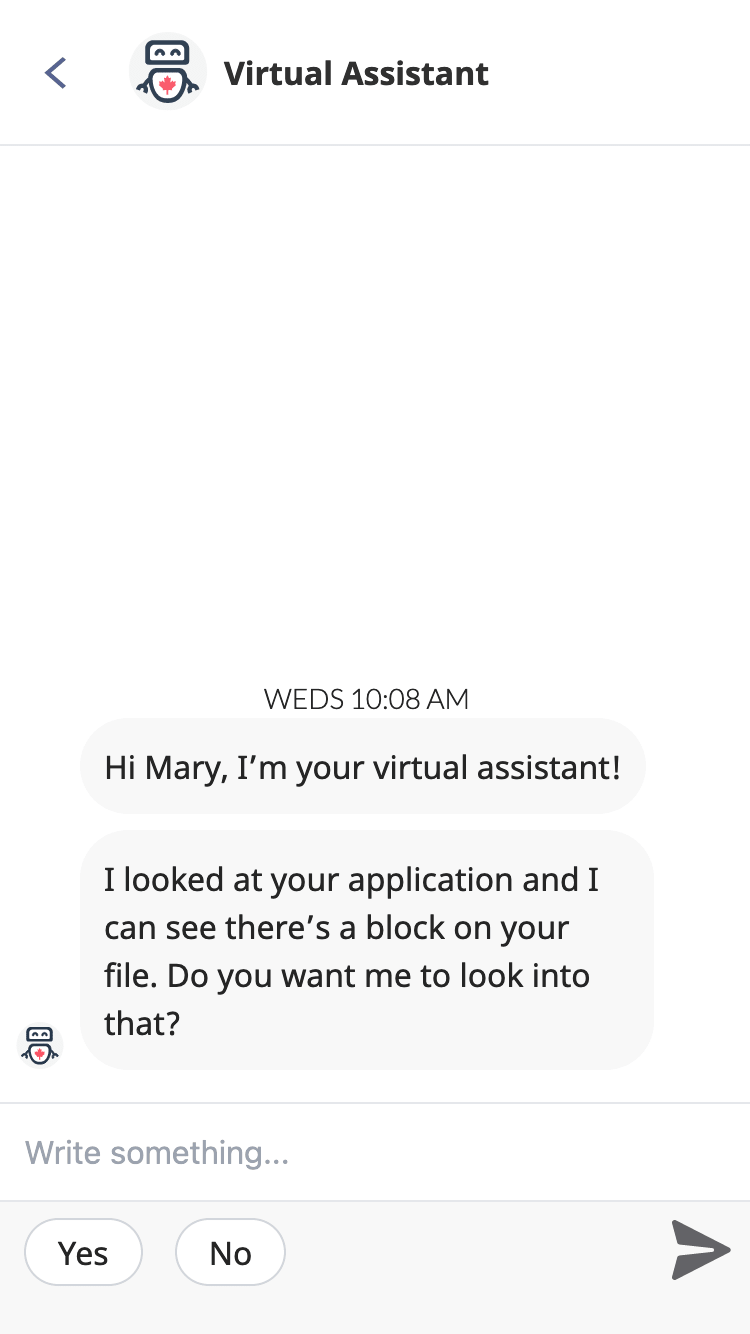 Virtual Assistant
WEDS 10:08 AM
Hi Mary, I’m your virtual assistant!
I looked at your application and I
can see there’s a block on your
file. Do you want me to look into
that?
Write something...
Yes No